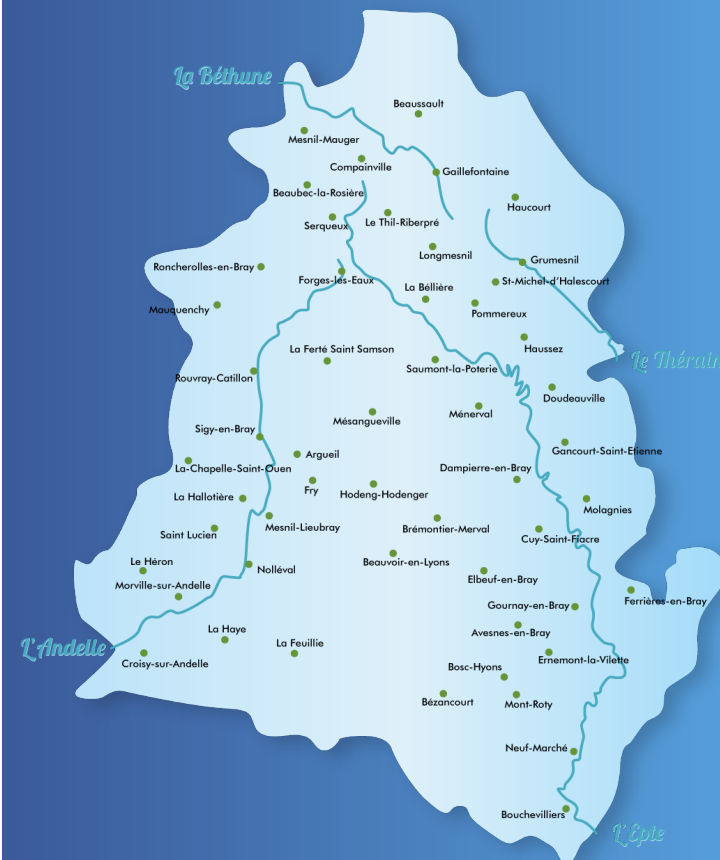 La Béthune
Beaussault
Mesnil-Mauger
Compainville
Gaillefontaine
Beaubec-la-Rosière
Haucourt
Serqueux
Le Thil-Riberpré
Longmesnil
Grumesnil
Roncherolles-en-Bray
Forges-les-Eaux
St-Michel-d'Halescourt
La Béllière
Mauquenchy
Pommereux
La Ferté Saint Samson
Haussez
Le Thérain
Saumont-la-Poterie
Rouvray-Catillon
Doudeauville
Mésangueville
Ménerval
Sigy-en-Bray
Gancourt-Saint-Etienne
Argueil
La-Chapelle-Saint-Ouen
Dampierre-en-Bray
Fry
Hodeng-Hodenger
La Hallotière
Molagnies
Mesnil-Lieubray
Brémontier-Merval
Saint Lucien
Cuy-Saint-Fiacre
Le Héron
Beauvoir-en-Lyons
Nolléval
Elbeuf-en-Bray
Morville-sur-Andelle
Ferrières-en-Bray
Gournay-en-Bray
La Haye
Avesnes-en-Bray
La Feuillie
L'Andelle
Croisy-sur-Andelle
Ernemont-la-Vilette
Bosc-Hyons
Bézancourt
Mont-Roty
Neuf-Marché
Bouchevilliers
L'Epte